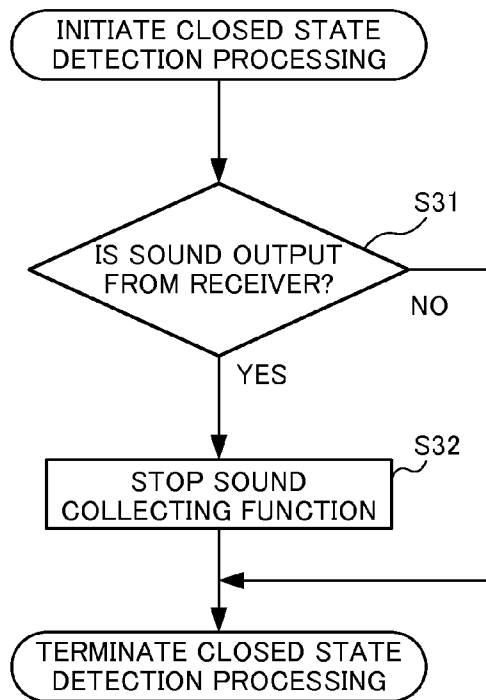 INITIATE CLOSED STATE
DETECTION PROCESSING
S31
IS SOUND OUTPUT
FROM RECEIVER?
NO
YES
S32
STOP SOUND
COLLECTING FUNCTION
TERMINATE CLOSED STATE
DETECTION PROCESSING